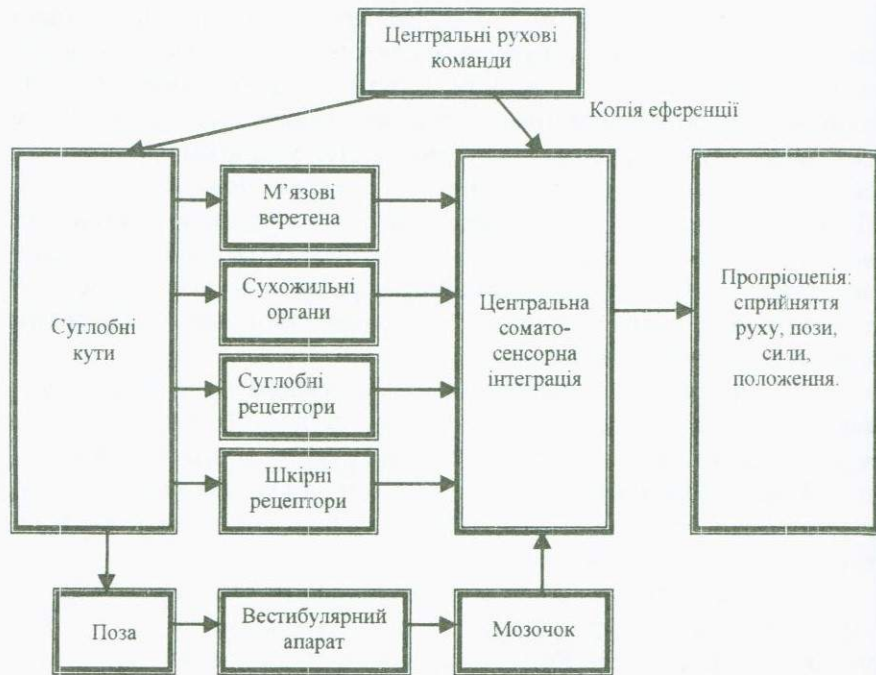 Центральні рухові
команди
Копія еференції
Суглобні
кути
М’язові
веретена
Сухожильні
органи
Суглобні
рецептори
Шкірні
рецептори
Центральна
сомато-
сенсорна
інтеграція
Пропріоцепія:
сприйняття
руху, пози,
сили,
положення.
Поза
Вестибулярний
апарат
Мозочок